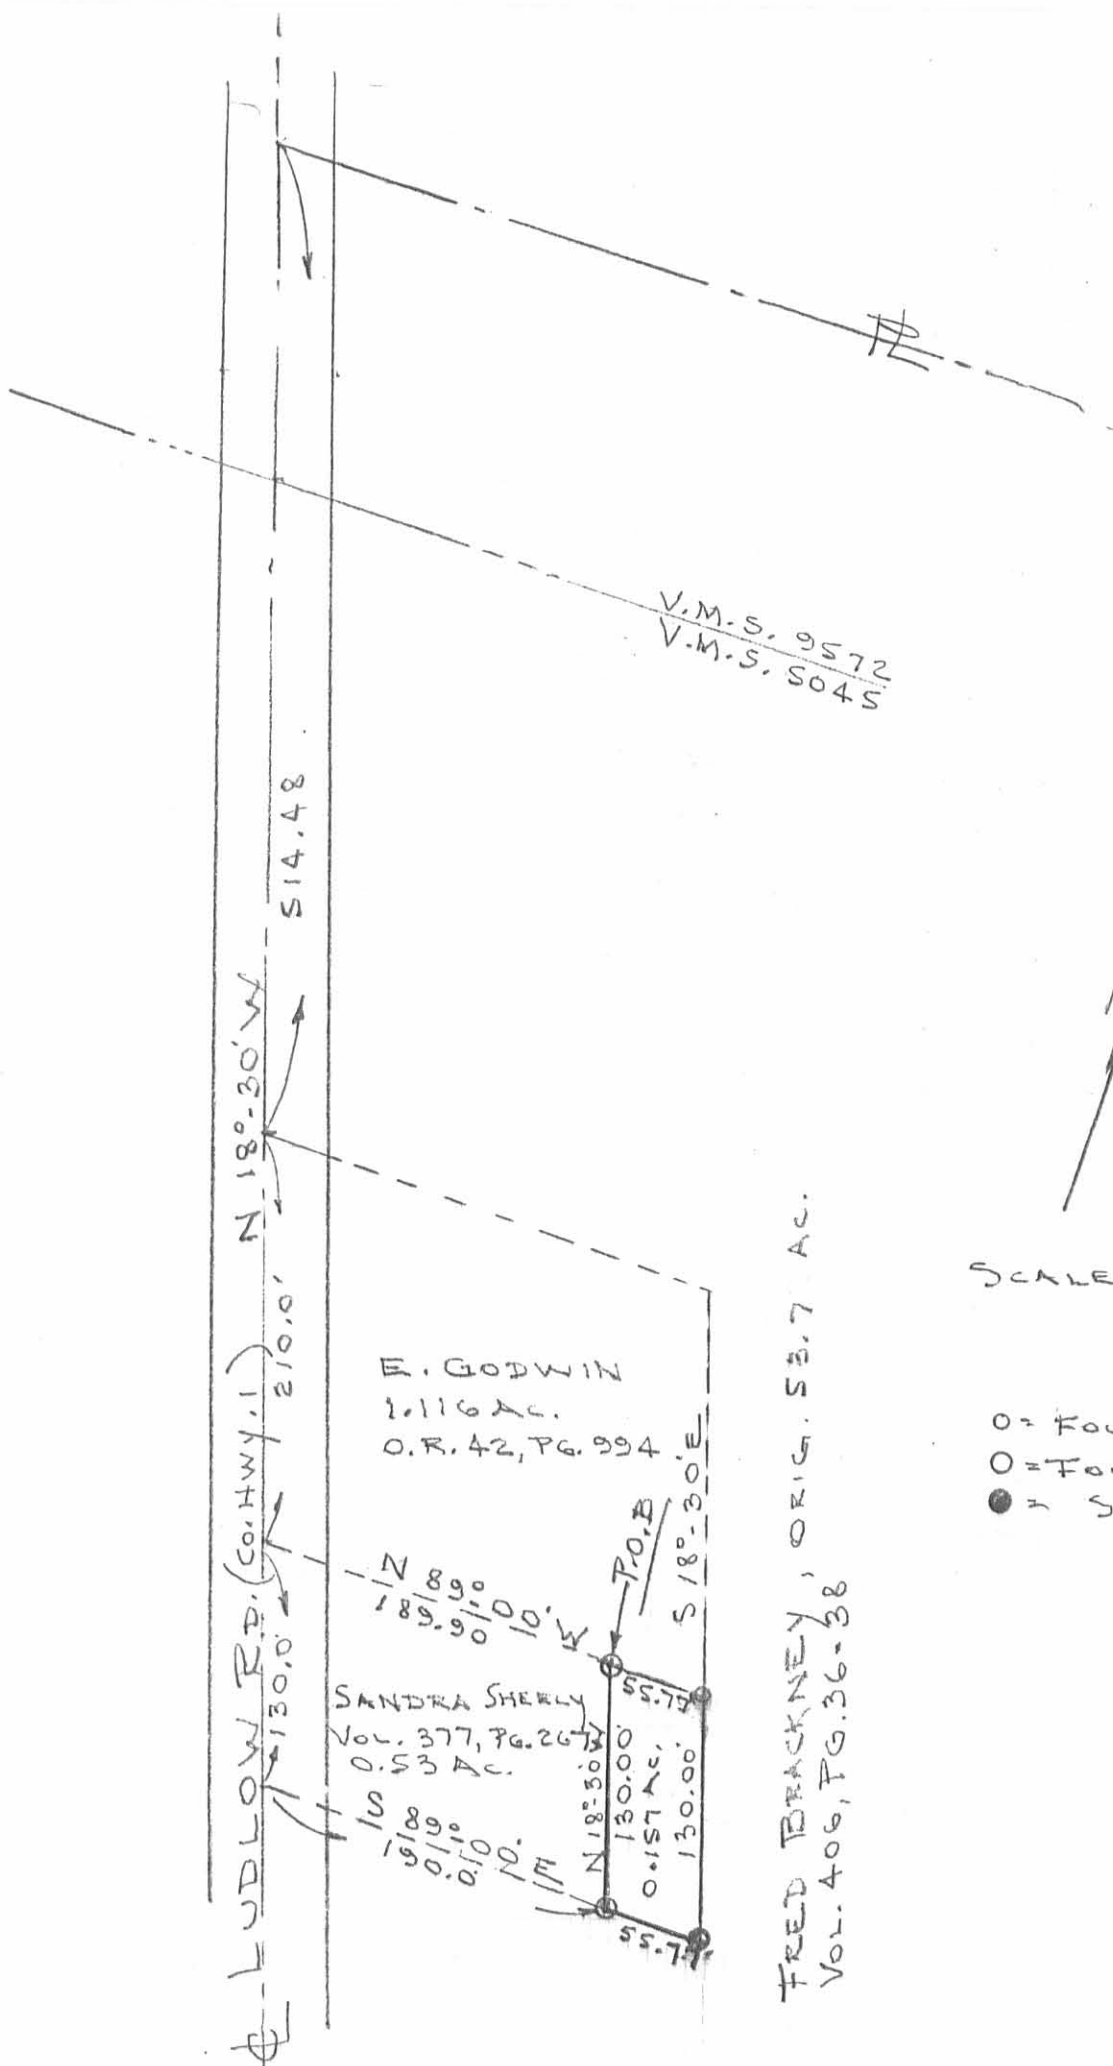 PL
V.M.S. 9572
V.M.S. 5045
514.48
N 18°-30' W
210.0'
℄ LUDLOW RD. (CO. HWY. 1)
130.0'
E. GODWIN
1.116 AC.
O.R. 42, PG. 994
P.O.B
S 18°-30' E
N 89°-00' W
189.90
SANDRA SHEELY
VOL. 377, PG. 267
0.53 AC.
S 89°-00' E
190.0
N 18°-30' W
130.00
0.157 AC.
130.00'
55.77
55.77'
FRED BRACKNEY, ORIG. 53.7 AC.
VOL. 406, PG. 36-38
SCALE
O =
O =
● = S